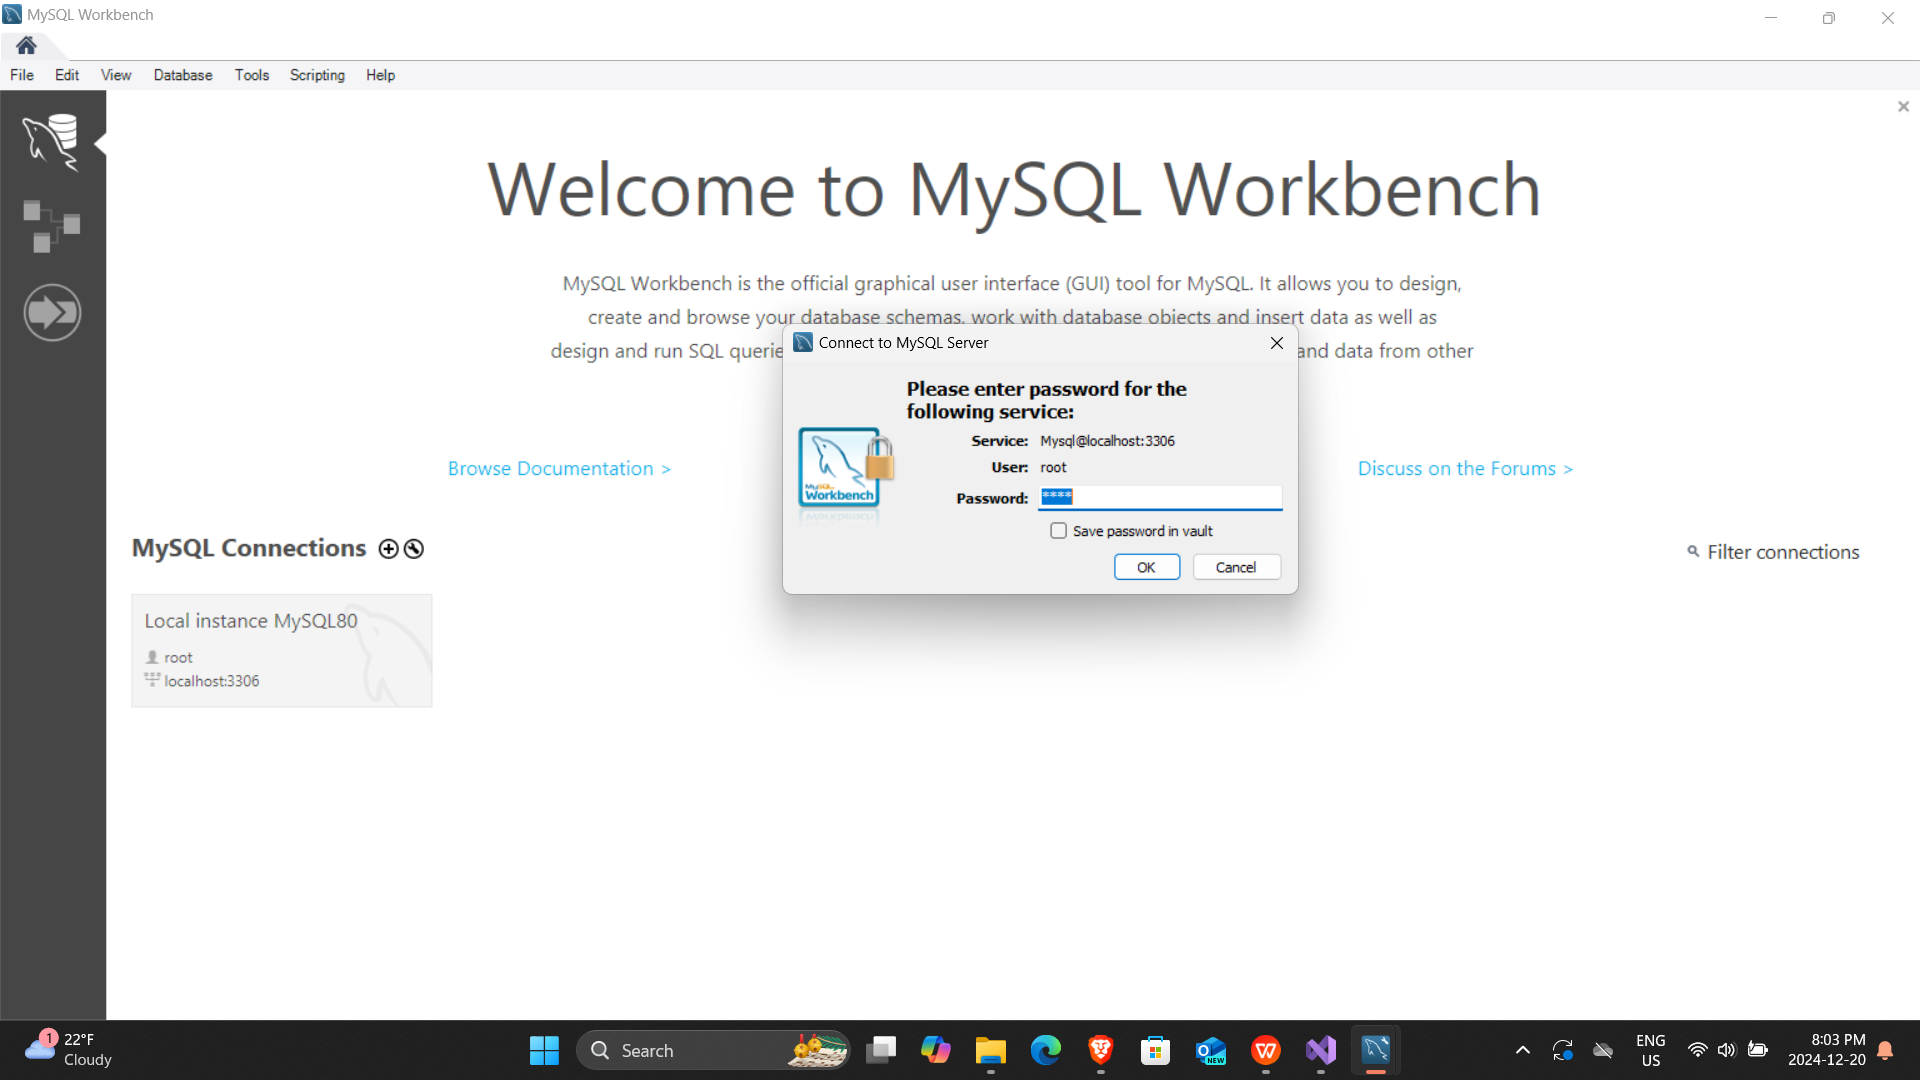 MySQL Workbench
File Edit View Database Tools Scripting Help
Welcome to MySQL Workbench
MySQL Workbench is the official graphical user interface (GUI) tool for MySQL. It allows you to design,
create and browse your database schemas, work with database objects and insert data as well as
design and run SQL querie
and data from other
Connect to MySQL Server
Please enter password for the
following service:
Service: Mysql@localhost:3306
User: root
Password: ****
Save password in vault
OK Cancel
MySQL
Workbench
Browse Documentation >
Discuss on the Forums >
MySQL Connections
Filter connections
Local instance MySQL80
root
localhost:3306
1
22°F
Cloudy
Search
NEW
ENG
US
8:03 PM
2024-12-20